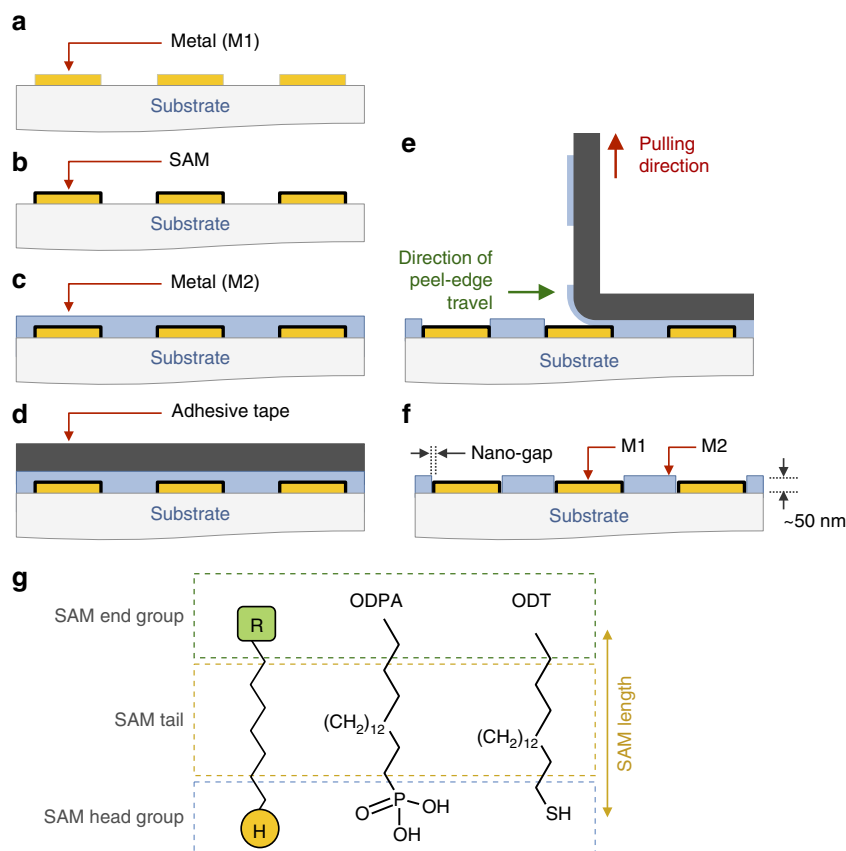 a
Metal (M1)
Substrate
b
SAM
Substrate
c
Metal (M2)
Substrate
d
Adhesive tape
Substrate
e
Pulling
direction
Direction of
peel-edge
travel
Substrate
f
Nano-gap
M1
M2
Substrate
~50 nm
g
SAM end group
R
ODPA
ODT
SAM tail
(CH2)12
(CH2)12
SAM length
SAM head group
H
O
P
OH
OH
SH